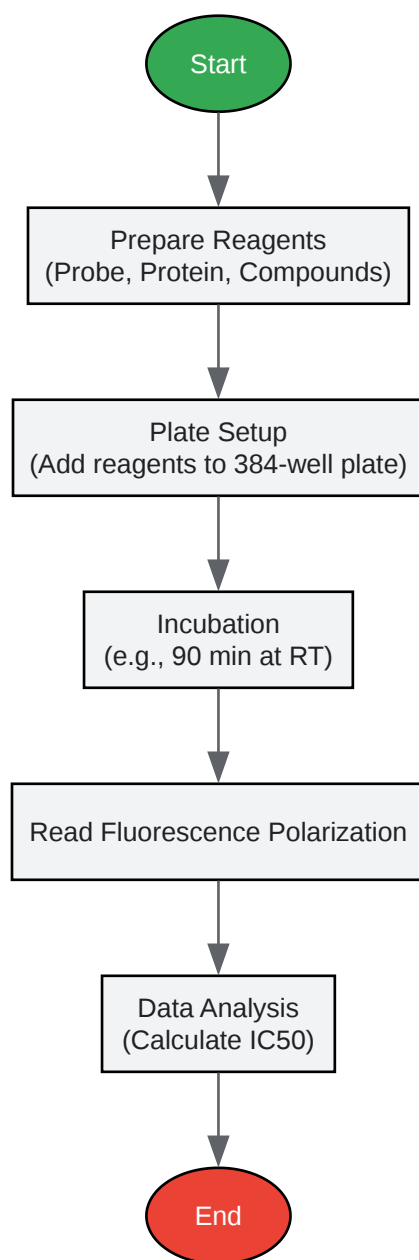 Start
Prepare Reagents
(Probe, Protein, Compounds)
Plate Setup
(Add reagents to 384-well plate)
Incubation
(e.g., 90 min at RT)
Read Fluorescence Polarization
Data Analysis
(Calculate IC50)
End